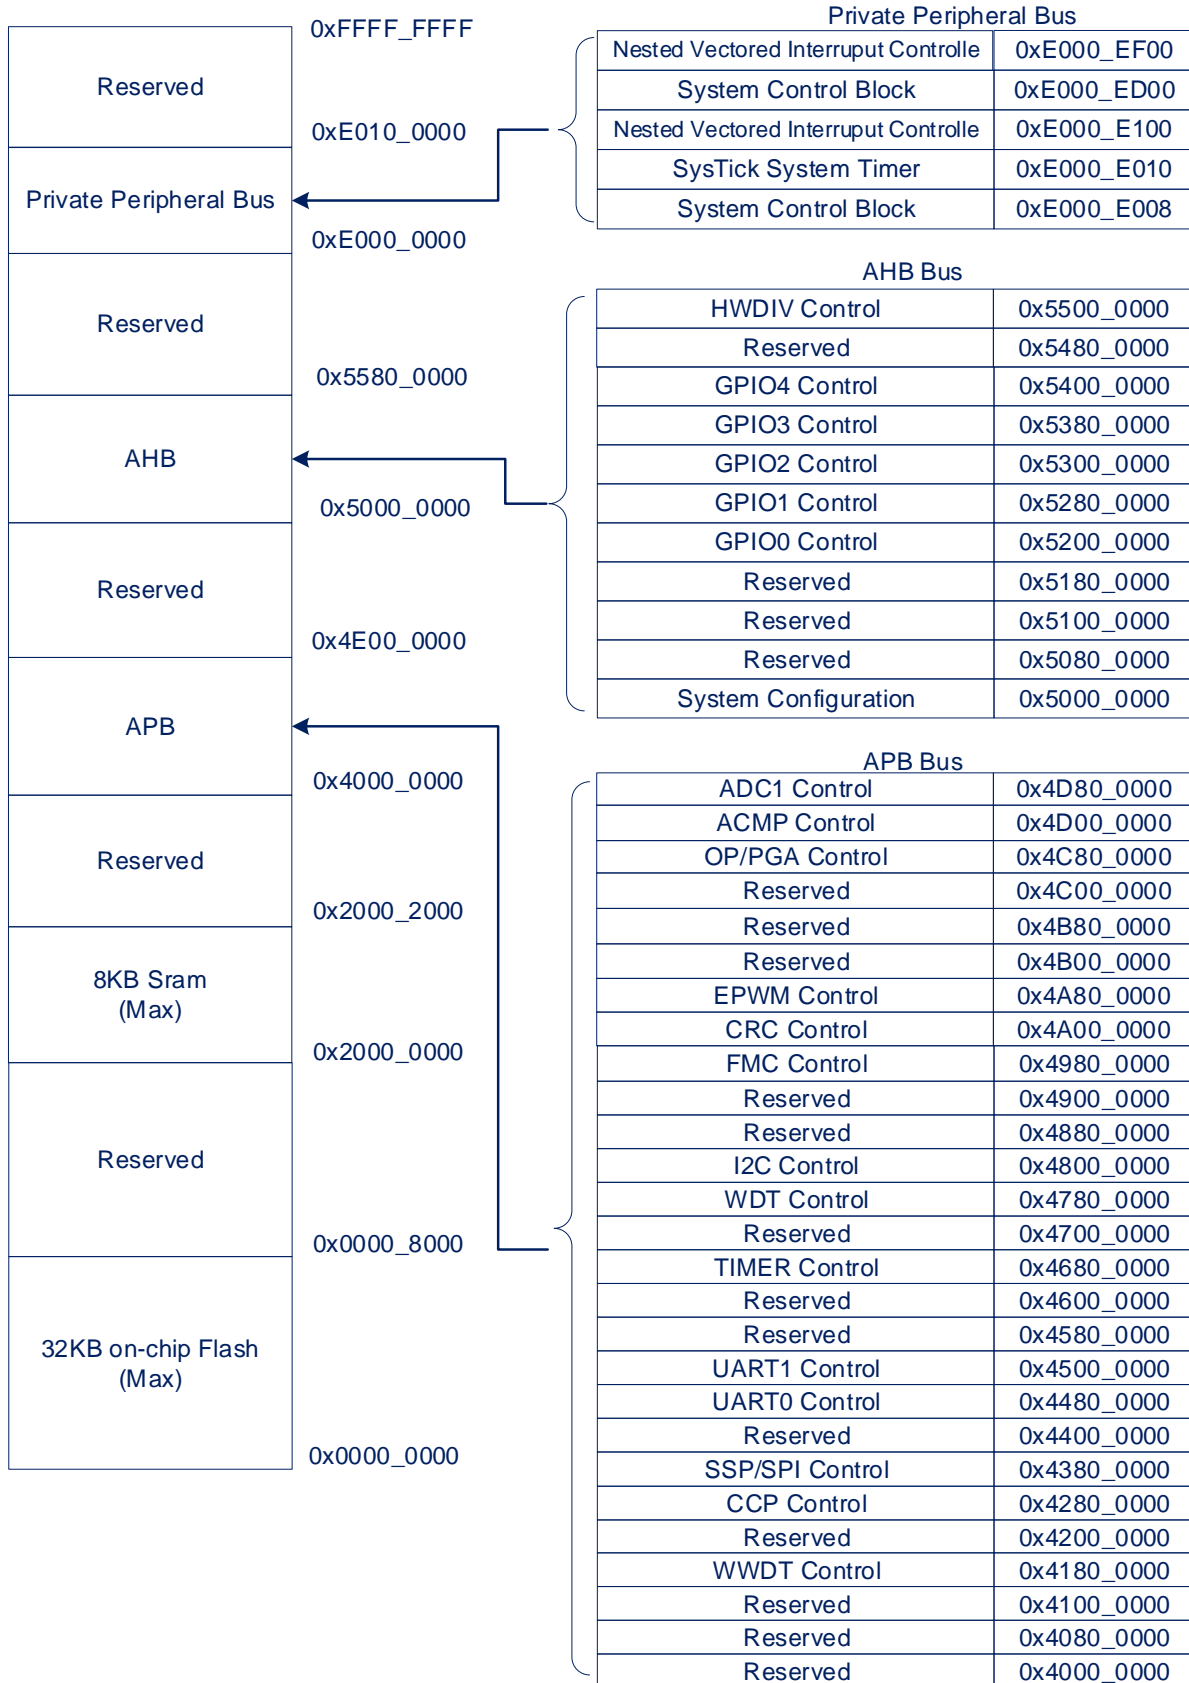 0xFFFF_FFFF
Reserved
0xE010_0000
Private Peripheral Bus
0xE000_0000
Reserved
0x5580_0000
AHB
0x5000_0000
Reserved
0x4E00_0000
APB
0x4000_0000
Reserved
0x2000_2000
8KB Sram
(Max)
0x2000_0000
Reserved
0x0000_8000
32KB on-chip Flash
(Max)
0x0000_0000
Private Peripheral Bus
Nested Vectored Interruput Controlle 0xE000_EF00
System Control Block 0xE000_ED00
Nested Vectored Interruput Controlle 0xE000_E100
SysTick System Timer 0xE000_E010
System Control Block 0xE000_E008
AHB Bus
HWDIV Control 0x5500_0000
Reserved 0x5480_0000
GPIO4 Control 0x5400_0000
GPIO3 Control 0x5380_0000
GPIO2 Control 0x5300_0000
GPIO1 Control 0x5280_0000
GPIO0 Control 0x5200_0000
Reserved 0x5180_0000
Reserved 0x5100_0000
Reserved 0x5080_0000
System Configuration 0x5000_0000
APB Bus
ADC1 Control 0x4D80_0000
ACMP Control 0x4D00_0000
OP/PGA Control 0x4C80_0000
Reserved 0x4C00_0000
Reserved 0x4B80_0000
Reserved 0x4B00_0000
EPWM Control 0x4A80_0000
CRC Control 0x4A00_0000
FMC Control 0x4980_0000
Reserved 0x4900_0000
Reserved 0x4880_0000
I2C Control 0x4800_0000
WDT Control 0x4780_0000
Reserved 0x4700_0000
TIMER Control 0x4680_0000
Reserved 0x4600_0000
Reserved 0x4580_0000
UART1 Control 0x4500_0000
UART0 Control 0x4480_0000
Reserved 0x4400_0000
SSP/SPI Control 0x4380_0000
CCP Control 0x4280_0000
Reserved 0x4200_0000
WWDT Control 0x4180_0000
Reserved 0x4100_0000
Reserved 0x4080_0000
Reserved 0x4000_0000